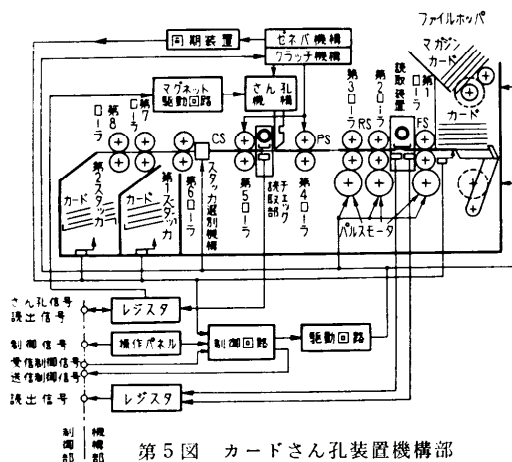 ファイルホッパ
マガジン
カード
カード
同期装置
ゼネバ機構
クラッチ機構
マグネット
駆動回路
さん孔
機構
読取装置
第1ローラ
第2ローラ
第3ローラ
第4ローラ
第5ローラ
第6ローラ
第7ローラ
第8ローラ
FS
RS
PS
CS
チェック
読取部
スタッカ選別機構
第1スタッカ
カード
第2スタッカ
カード
パルスモータ
さん孔信号
読出信号
レジスタ
制御信号
操作パネル
制御回路
駆動回路
受信制御信号
送信制御信号
読出信号
レジスタ
制御部
機構部
第5図 カードさん孔装置機構部